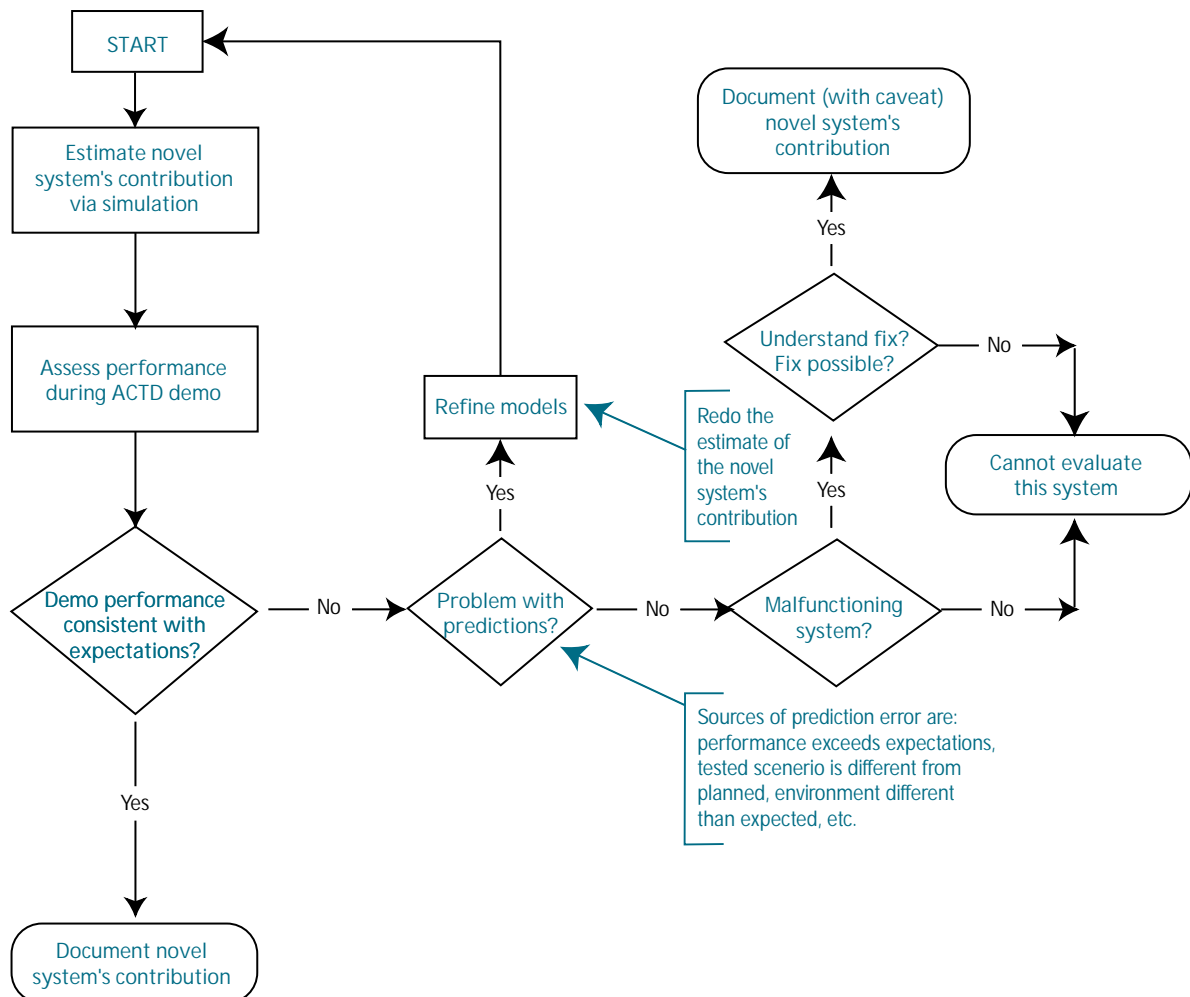 START
Estimate novel
system's contribution
via simulation
Assess performance
during ACTD demo
Demo performance
consistent with
expectations?
Yes
Document novel
system's contribution
No
Problem with
predictions?
Yes
Refine models
Redo the
estimate of
the novel
system's
contribution
Sources of prediction error are:
performance exceeds expectations,
tested scenerio is different from
planned, environment different
than expected, etc.
No
Malfunctioning
system?
Yes
Understand fix?
Fix possible?
Yes
Document (with caveat)
novel system's
contribution
No
No
Cannot evaluate
this system